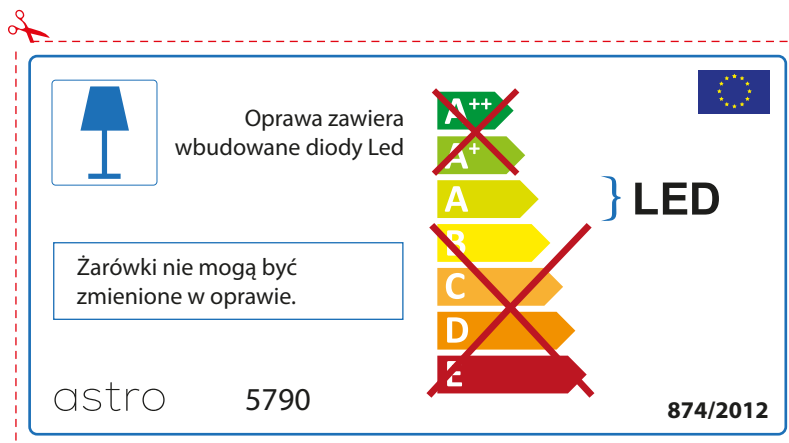 Oprawa zawiera
wbudowane diody Led
A++
A+
A
B
C
D
E
LED
Żarówki nie mogą być
zmienione w oprawie.
astro
5790
874/2012